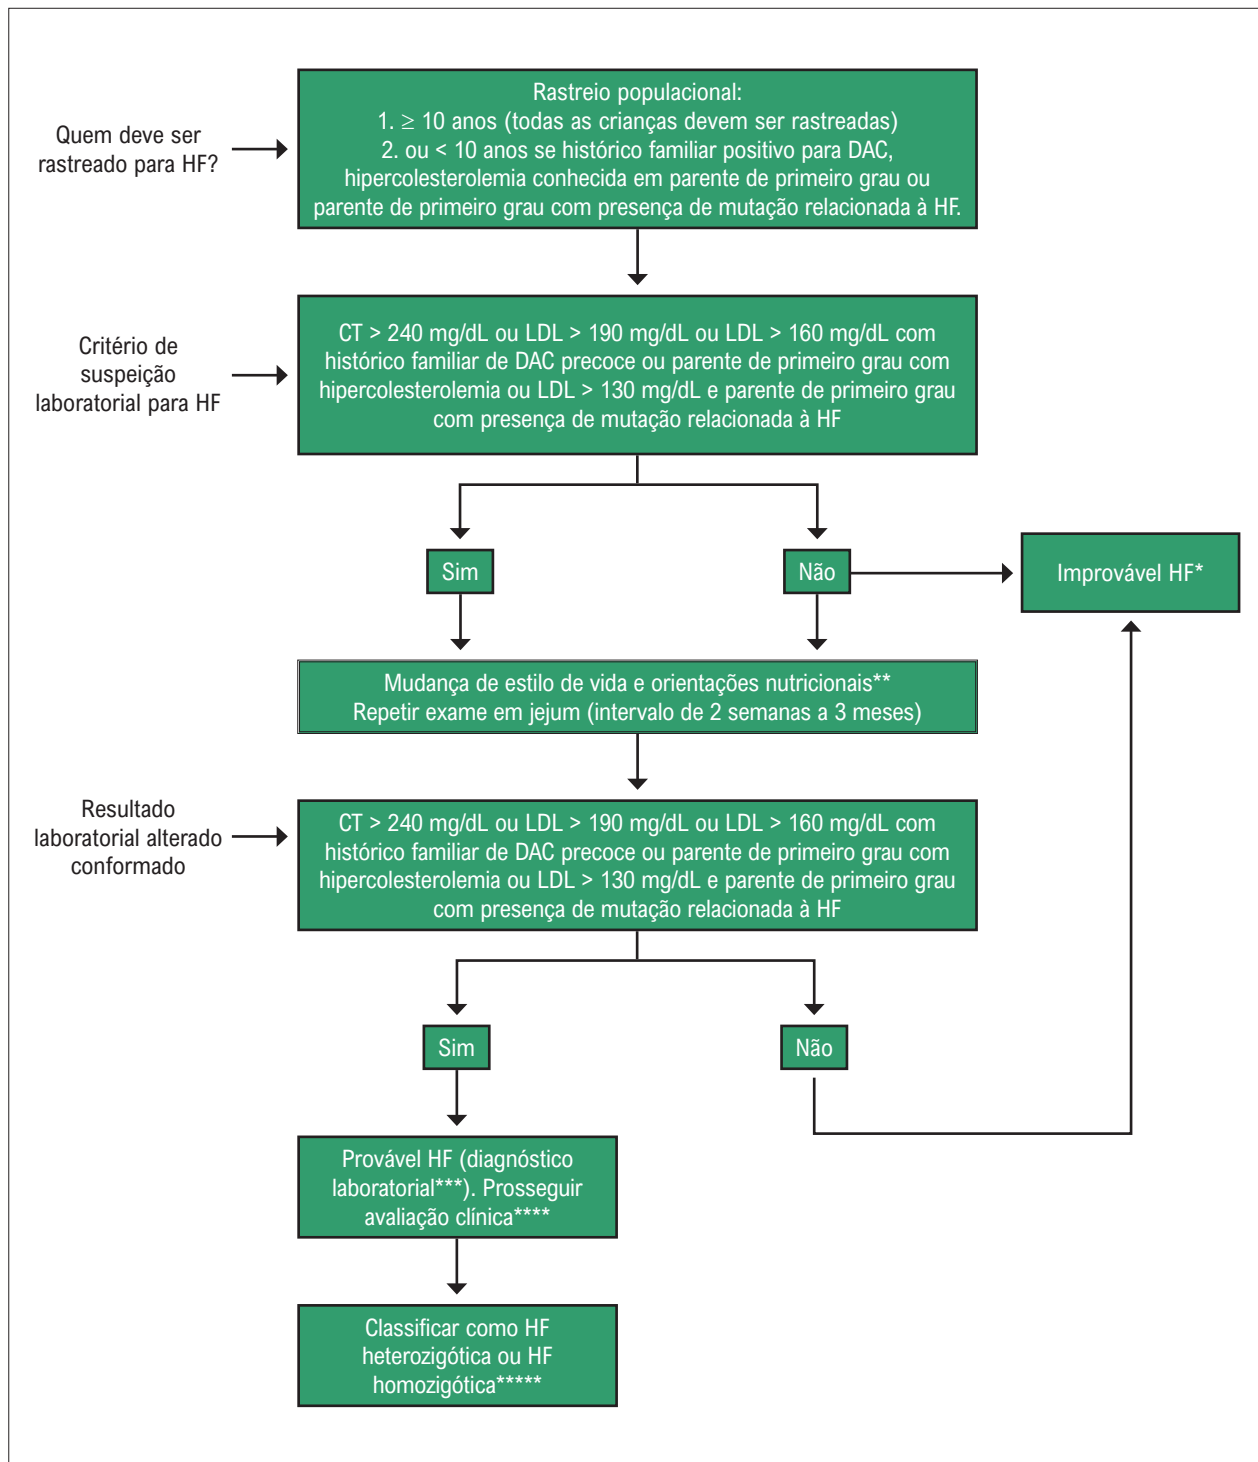 Quem deve ser
rastreado para HF?
Rastreio populacional:
1. ≥ 10 anos (todas as crianças devem ser rastreadas)
2. ou < 10 anos se histórico familiar positivo para DAC,
hipercolesterolemia conhecida em parente de primeiro grau ou
parente de primeiro grau com presença de mutação relacionada à HF.
Critério de
suspeição
laboratorial para HF
CT > 240 mg/dL ou LDL > 190 mg/dL ou LDL > 160 mg/dL com
histórico familiar de DAC precoce ou parente de primeiro grau com
hipercolesterolemia ou LDL > 130 mg/dL e parente de primeiro grau
com presença de mutação relacionada à HF
Sim
Não
Improvável HF*
Mudança de estilo de vida e orientações nutricionais**
Repetir exame em jejum (intervalo de 2 semanas a 3 meses)
Resultado
laboratorial alterado
conformado
CT > 240 mg/dL ou LDL > 190 mg/dL ou LDL > 160 mg/dL com
histórico familiar de DAC precoce ou parente de primeiro grau com
hipercolesterolemia ou LDL > 130 mg/dL e parente de primeiro grau
com presença de mutação relacionada à HF
Sim
Não
Provável HF (diagnóstico
laboratorial***). Prosseguir
avaliação clínica****
Classificar como HF
heterozigótica ou HF
homozigótica*****